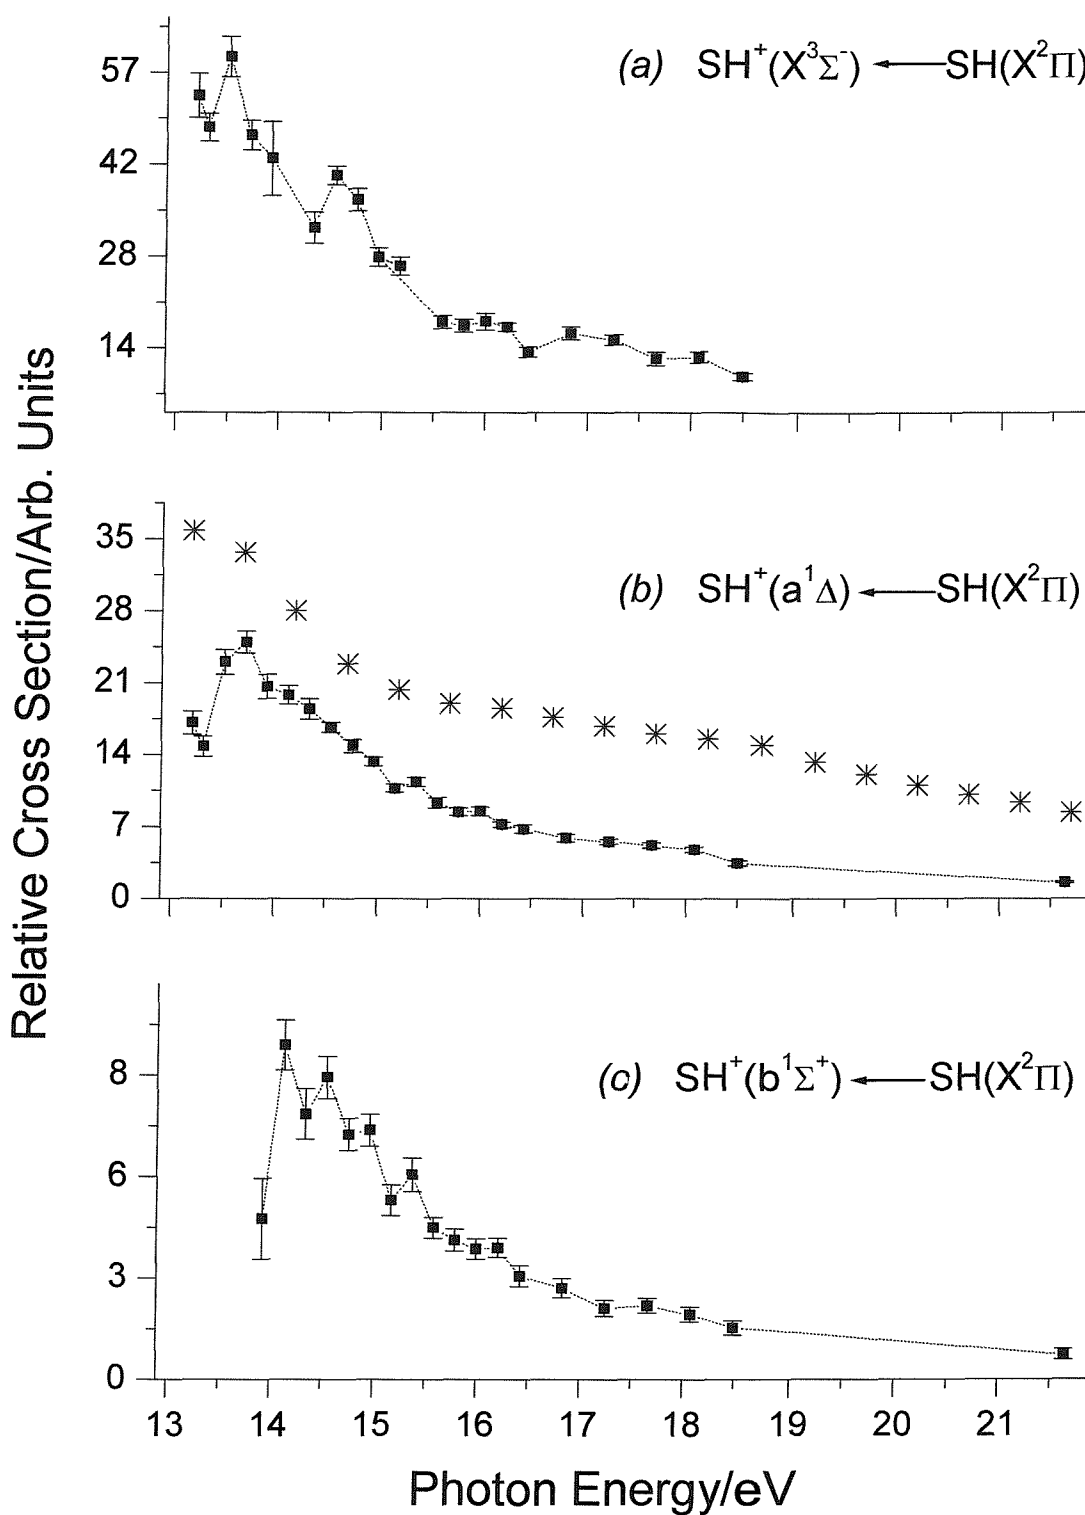 Relative Cross Section/Arb. Units
(a) SH⁺(X³Σ⁻) ← SH(X²Π)
57
42
28
14
(b) SH⁺(a¹Δ) ← SH(X²Π)
35
28
21
14
7
0
(c) SH⁺(b¹Σ⁺) ← SH(X²Π)
8
6
3
0
13 14 15 16 17 18 19 20 21
Photon Energy/eV